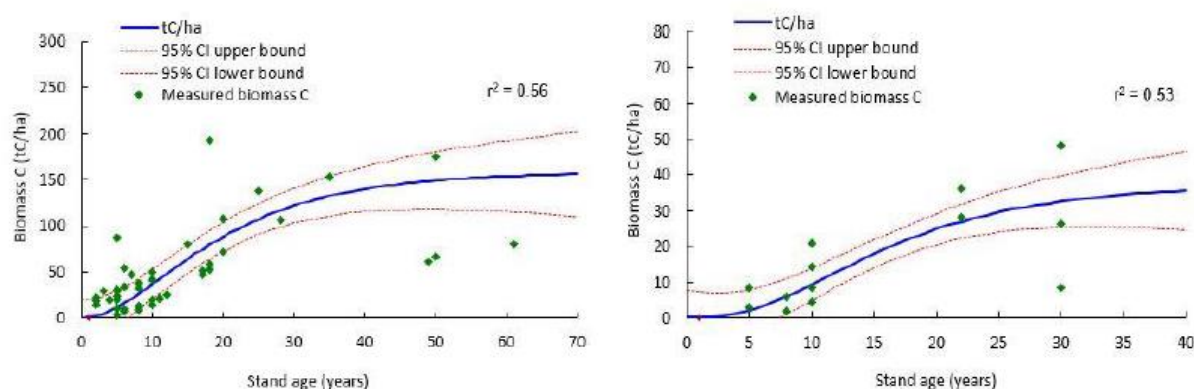 tC/ha
95% CI upper bound
95% CI lower bound
Measured biomass C
r² = 0.56
Biomass C (tC/ha)
300
250
200
150
100
50
0
0 10 20 30 40 50 60 70
Stand age (years)
tC/ha
95% CI upper bound
95% CI lower bound
Measured biomass C
r² = 0.53
Biomass C (tC/ha)
80
70
60
50
40
30
20
10
0
0 5 10 15 20 25 30 35 40
Stand age (years)